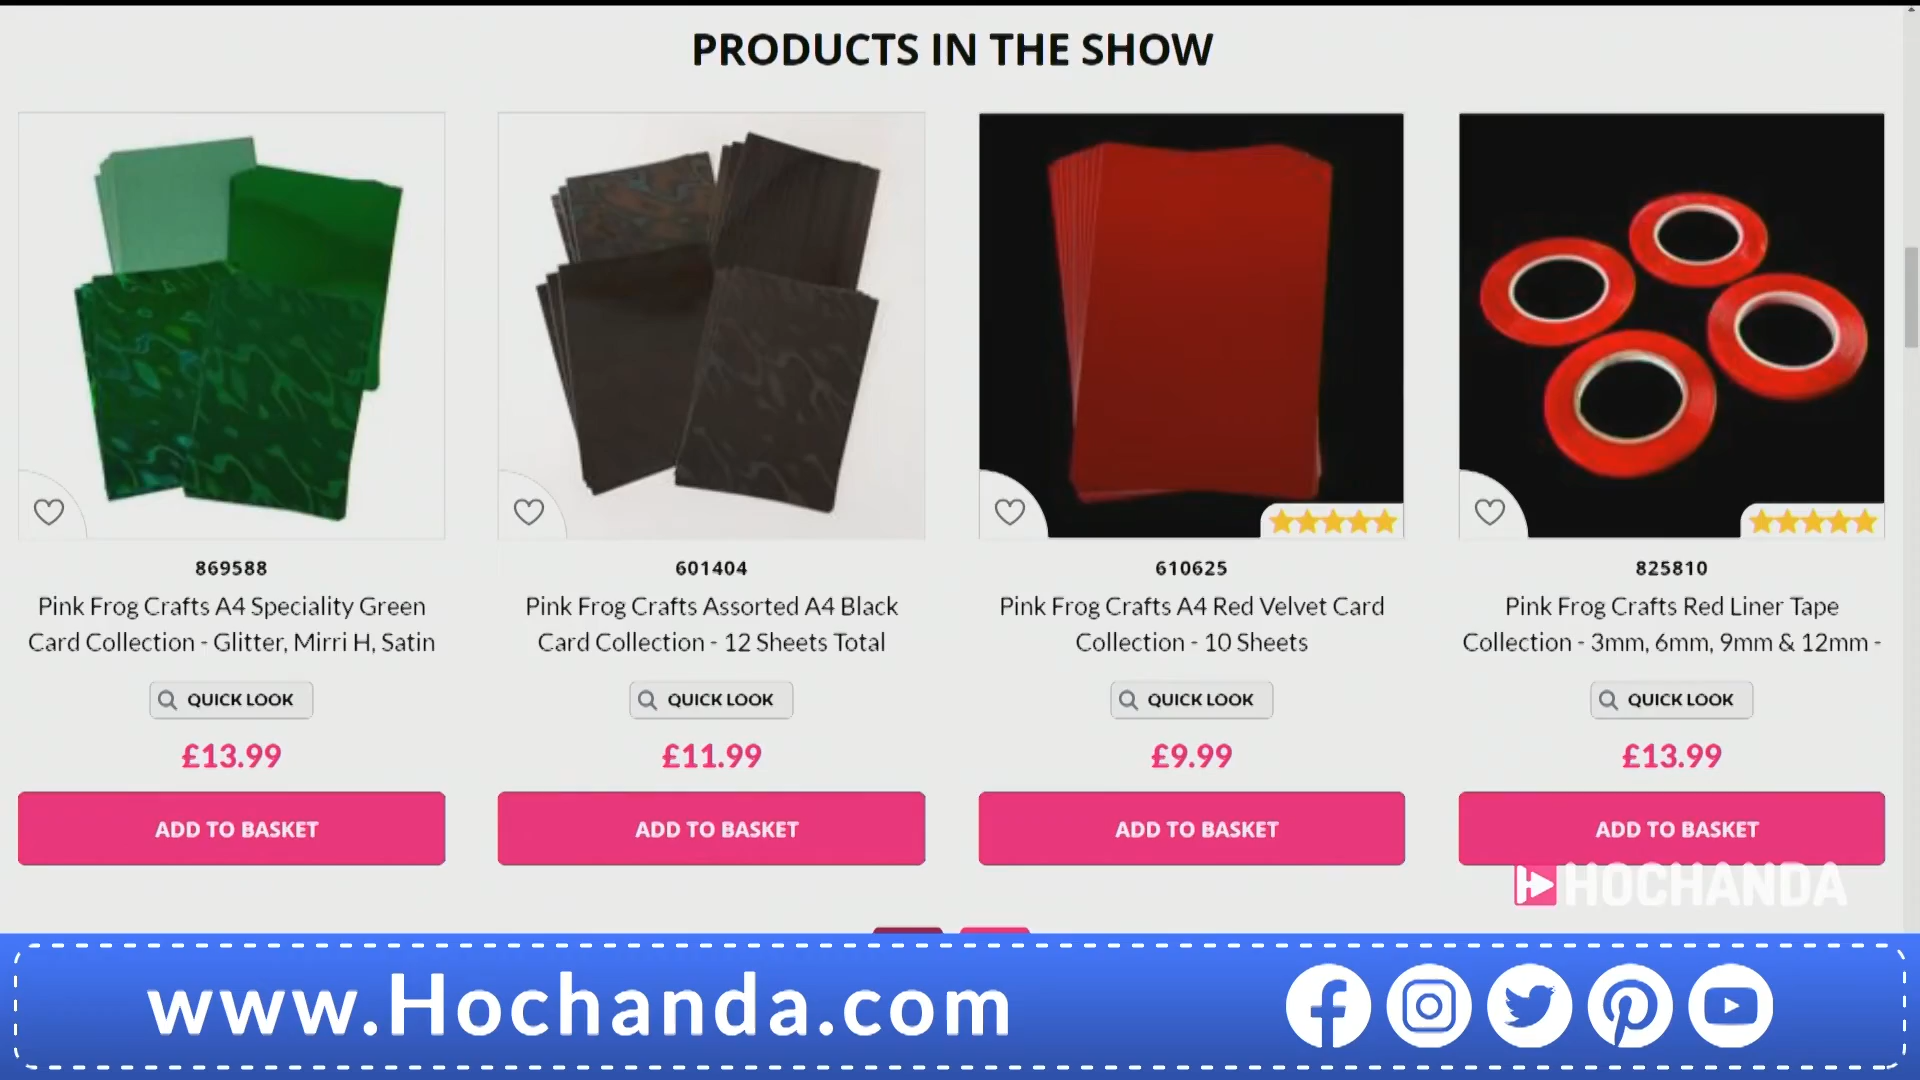 PRODUCTS IN THE SHOW
869588
Pink Frog Crafts A4 Speciality Green
Card Collection - Glitter, Mirri H, Satin
QUICK LOOK
£13.99
ADD TO BASKET
601404
Pink Frog Crafts Assorted A4 Black
Card Collection - 12 Sheets Total
QUICK LOOK
£11.99
ADD TO BASKET
610625
Pink Frog Crafts A4 Red Velvet Card
Collection - 10 Sheets
QUICK LOOK
£9.99
ADD TO BASKET
825810
Pink Frog Crafts Red Liner Tape
Collection - 3mm, 6mm, 9mm & 12mm -
QUICK LOOK
£13.99
ADD TO BASKET
HOCHANDA
www.Hochanda.com